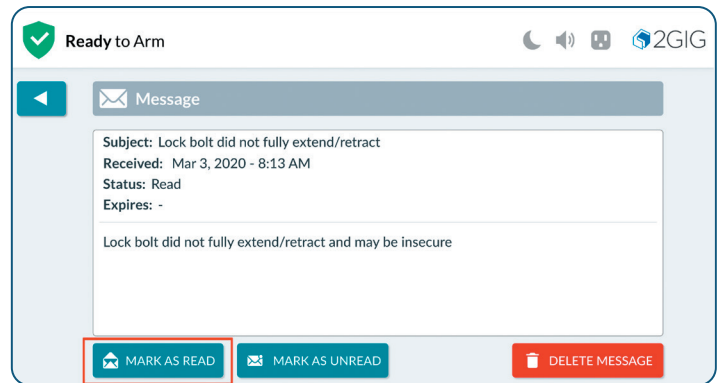 Ready to Arm
2GIG
Message
Subject: Lock bolt did not fully extend/retract
Received: Mar 3, 2020 - 8:13 AM
Status: Read
Expires: -
Lock bolt did not fully extend/retract and may be insecure
MARK AS READ
MARK AS UNREAD
DELETE MESSAGE